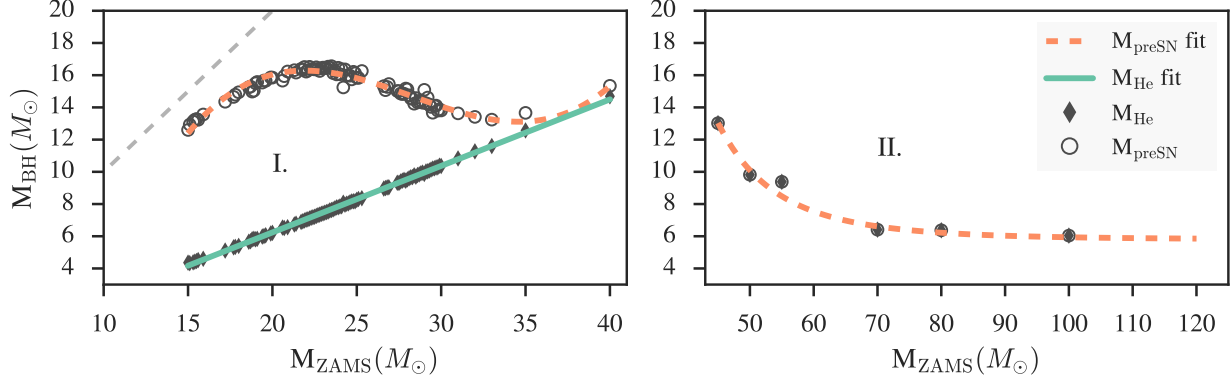 20
18
16
14
12
10
8
6
4
M_BH (M_⊙)
I.
10 15 20 25 30 35 40
M_ZAMS (M_⊙)
20
18
16
14
12
10
8
6
4
II.
M_preSN fit
M_He fit
M_He
M_preSN
50 60 70 80 90 100 110 120
M_ZAMS (M_⊙)